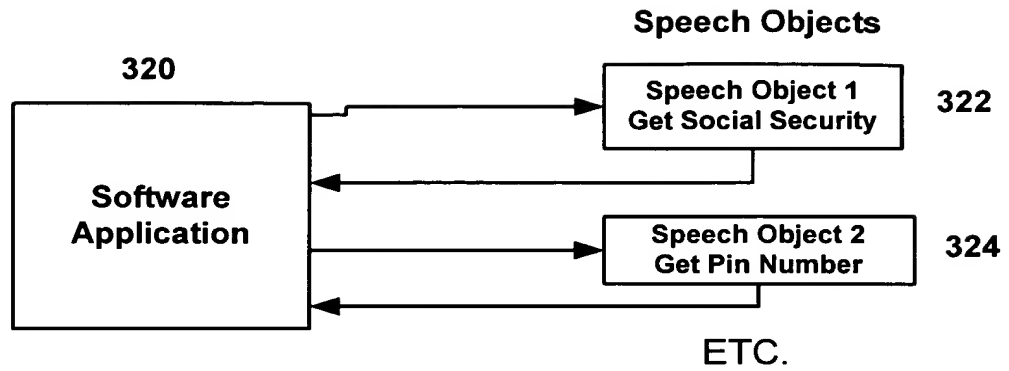 Speech Objects
320
Speech Object 1
Get Social Security
322
Software
Application
Speech Object 2
Get Pin Number
324
ETC.